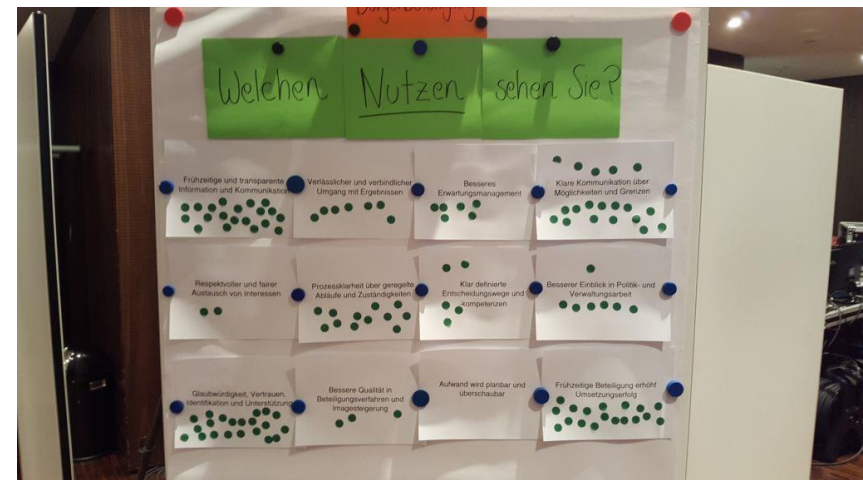 Bürgerbeteiligung
Welchen Nutzen sehen Sie?
Frühzeitige und transparente
Information und Kommunikation
Verlässlicher und verbindlicher
Umgang mit Ergebnissen
Besseres
Erwartungsmanagement
Klare Kommunikation über
Möglichkeiten und Grenzen
Respektvoller und fairer
Austausch von Interessen
Prozessklarheit über geregelte
Abläufe und Zuständigkeiten
Klar definierte
Entscheidungswege und
-kompetenzen
Besserer Einblick in Politik- und
Verwaltungsarbeit
Glaubwürdigkeit, Vertrauen,
Identifikation und Unterstützung
Bessere Qualität in
Beteiligungsverfahren und
Imagesteigerung
Aufwand wird planbar und
überschaubar
Frühzeitige Beteiligung erhöht
Umsetzungserfolg